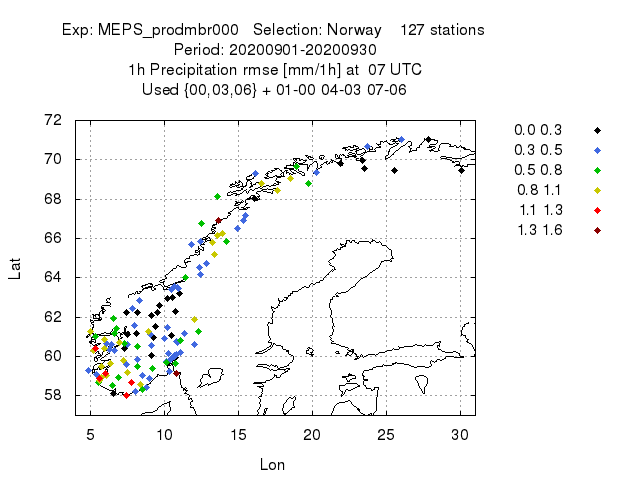 Exp: MEPS_prodmbr000 Selection: Norway 127 stations
Period: 20200901-20200930
1h Precipitation rmse [mm/1h] at 07 UTC
Used {00,03,06} + 01-00 04-03 07-06
72
70
68
66
64
62
60
58
Lat
5 10 15 20 25 30
Lon
0.0 0.3
0.3 0.5
0.5 0.8
0.8 1.1
1.1 1.3
1.3 1.6